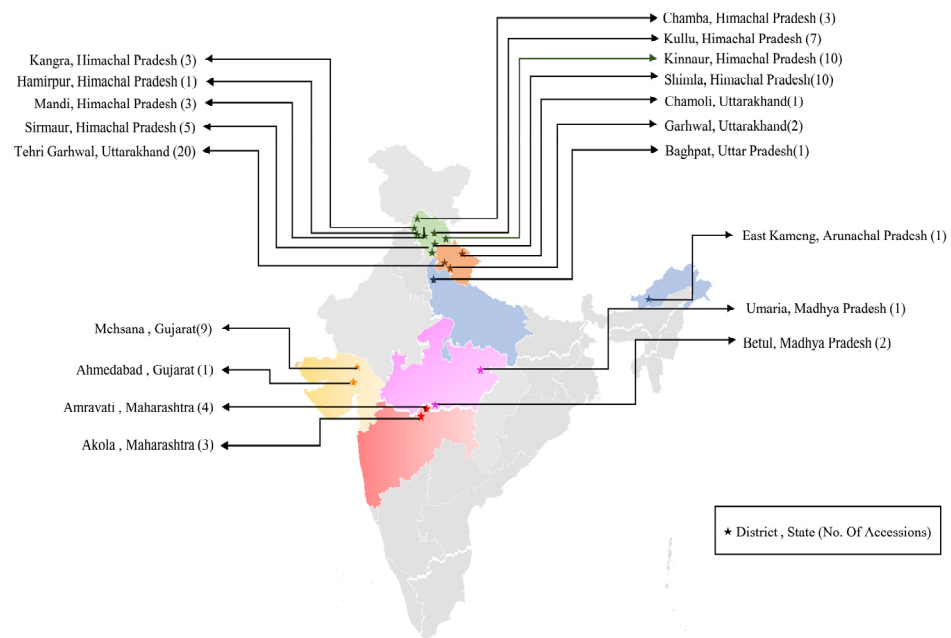 Chamba, Himachal Pradesh (3)
Kullu, Himachal Pradesh (7)
Kinnaur, Himachal Pradesh (10)
Shimla, Himachal Pradesh(10)
Chamoli, Uttarakhand(1)
Garhwal, Uttarakhand(2)
Baghpat, Uttar Pradesh(1)
Kangra, Himachal Pradesh (3)
Hamirpur, Himachal Pradesh (1)
Mandi, Himachal Pradesh (3)
Sirmaur, Himachal Pradesh (5)
Tehri Garhwal, Uttarakhand (20)
East Kameng, Arunachal Pradesh (1)
Umaria, Madhya Pradesh (1)
Betul, Madhya Pradesh (2)
Mehsana , Gujarat(9)
Ahmedabad , Gujarat (1)
Amravati , Maharashtra (4)
Akola , Maharashtra (3)
District , State (No. Of Accessions)